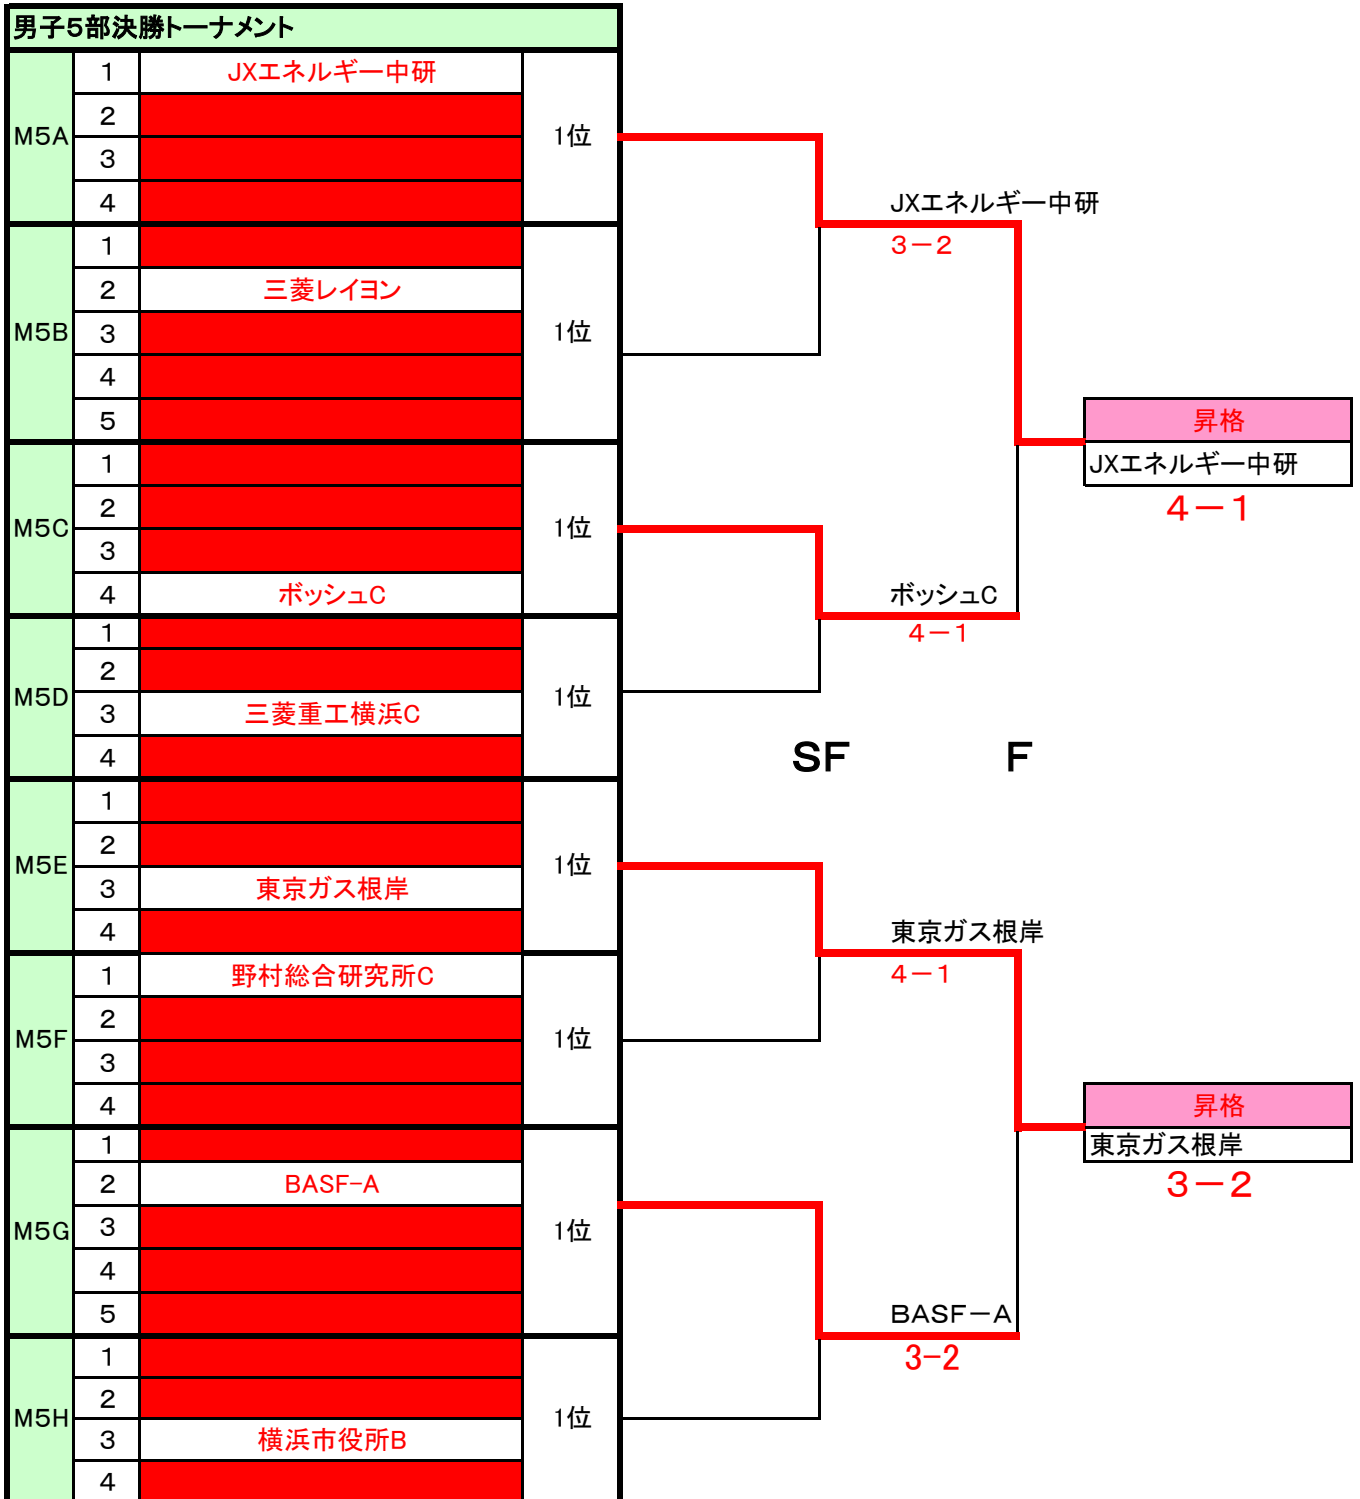 男子５部決勝トーナメント
M5A
1
JXエネルギー中研
1位
2
3
4
JXエネルギー中研
3－2
M5B
1
2
三菱レイヨン
3
1位
4
5
昇格
JXエネルギー中研
4－1
M5C
1
2
3
1位
4
ボッシュC
ボッシュC
4－1
M5D
1
2
3
三菱重工横浜C
1位
4
SF
F
M5E
1
2
3
東京ガス根岸
1位
4
東京ガス根岸
4－1
M5F
1
野村総合研究所C
2
3
1位
4
昇格
東京ガス根岸
3－2
M5G
1
2
BASF-A
3
1位
4
5
BASF－A
3-2
M5H
1
2
3
横浜市役所B
1位
4